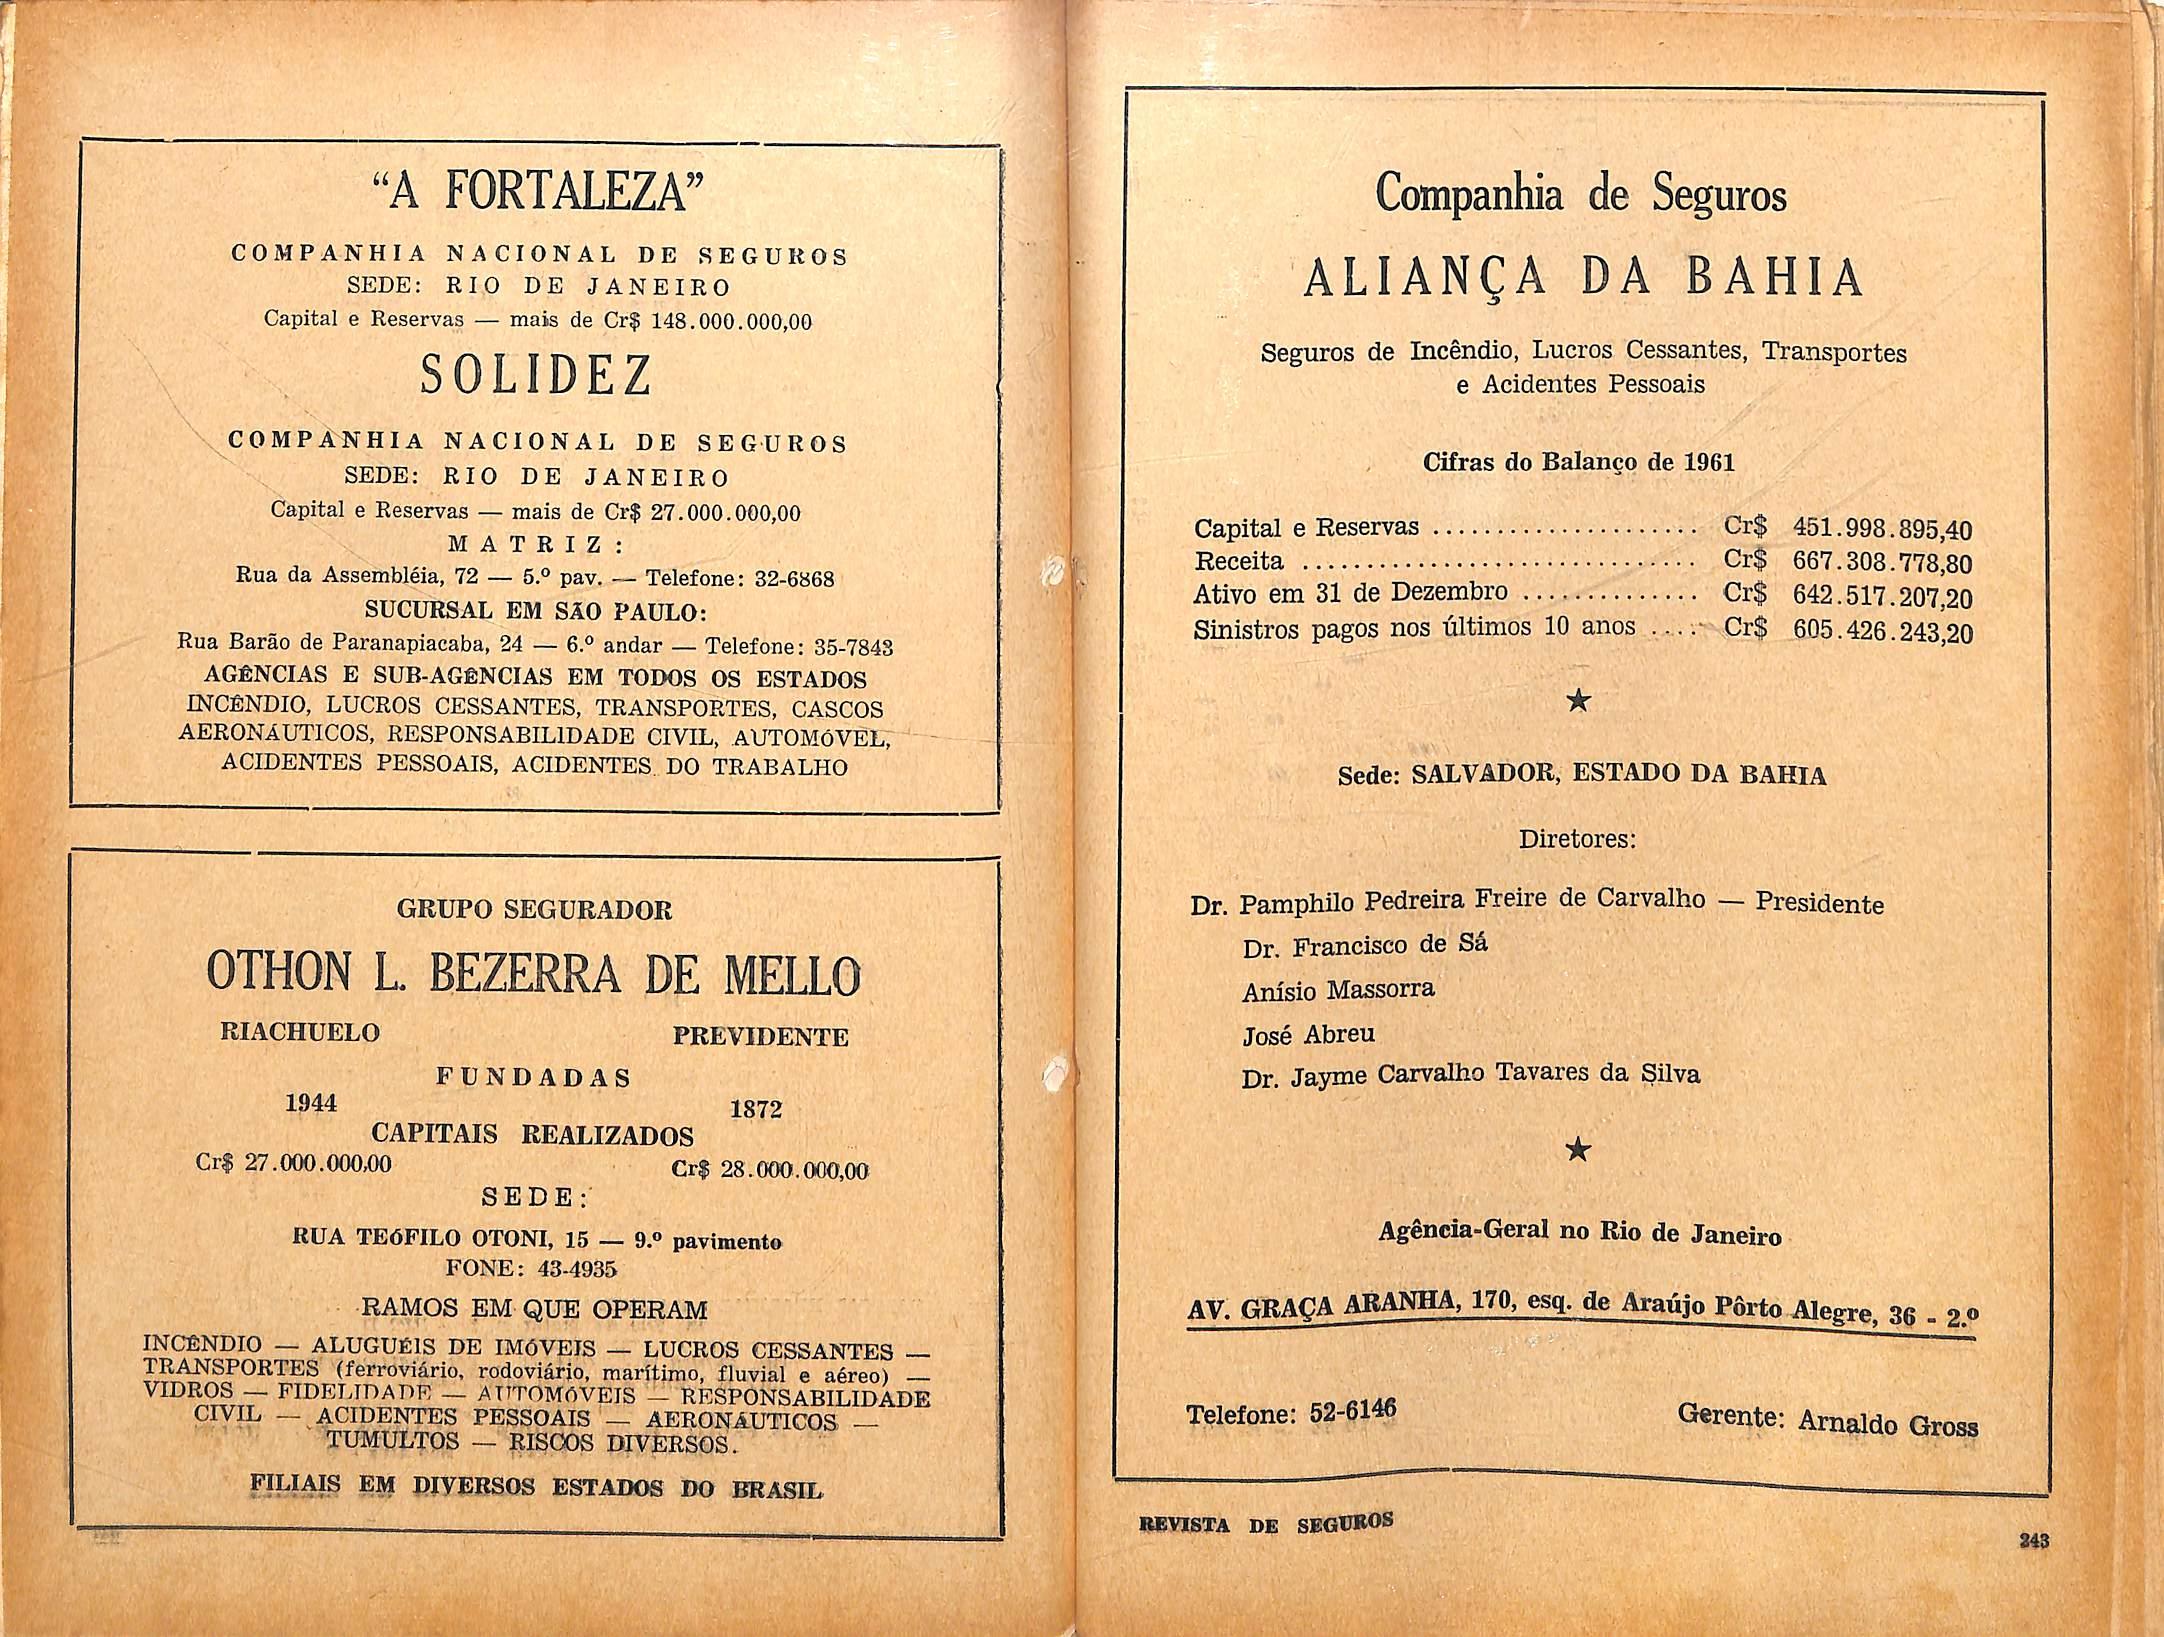 “A FORTALEZA”
COMPANHIA NACIONAL DE SEGUROS
SEDE: RIO DE JANEIRO
Capital e Reservas — mais de Cr$ 148.000.000,00
SOLIDEZ
COMPANHIA NACIONAL DE SEGUROS
SEDE: RIO DE JANEIRO
Capital e Reservas — mais de Cr$ 27.000.000,00
MATRIZ:
Rua da Assembléia, 72 — 5.º pav. — Telefone: 32-6868
SUCURSAL EM SÃO PAULO:
Rua Barão de Paranapiacaba, 24 — 6.º andar — Telefone: 35-7843
AGÊNCIAS E SUB-AGÊNCIAS EM TODOS OS ESTADOS
INCÊNDIO, LUCROS CESSANTES, TRANSPORTES, CASCOS
AERONÁUTICOS, RESPONSABILIDADE CIVIL, AUTOMÓVEL,
ACIDENTES PESSOAIS, ACIDENTES DO TRABALHO
GRUPO SEGURADOR
OTHON L. BEZERRA DE MELLO
RIACHUELO PREVIDENTE
FUNDADAS
1944 1872
CAPITAIS REALIZADOS
Cr$ 27.000.000,00 Cr$ 28.000.000,00
SEDE:
RUA TEÓFILO OTONI, 15 — 9.º pavimento
FONE: 43-4935
RAMOS EM QUE OPERAM
INCÊNDIO — ALUGUÉIS DE IMÓVEIS — LUCROS CESSANTES —
TRANSPORTES (ferroviário, rodoviário, marítimo, fluvial e aéreo) —
VIDROS — FIDELIDADE — AUTOMÓVEIS — RESPONSABILIDADE
CIVIL — ACIDENTES PESSOAIS — AERONÁUTICOS —
TUMULTOS — RISCOS DIVERSOS.
FILIAIS EM DIVERSOS ESTADOS DO BRASIL
Companhia de Seguros
ALIANÇA DA BAHIA
Seguros de Incêndio, Lucros Cessantes, Transportes
e Acidentes Pessoais
Cifras do Balanço de 1961
Capital e Reservas ..................... Cr$ 451.998.895,40
Receita ............................... Cr$ 667.308.778,80
Ativo em 31 de Dezembro .............. Cr$ 642.517.207,20
Sinistros pagos nos últimos 10 anos .... Cr$ 605.426.243,20
★
Sede: SALVADOR, ESTADO DA BAHIA
Diretores:
Dr. Pamphilo Pedreira Freire de Carvalho — Presidente
Dr. Francisco de Sá
Anísio Massorra
José Abreu
Dr. Jayme Carvalho Tavares da Silva
★
Agência-Geral no Rio de Janeiro
AV. GRAÇA ARANHA, 170, esq. de Araújo Pôrto Alegre, 36 - 2.º
Telefone: 52-6146 Gerente: Arnaldo Gross
REVISTA DE SEGUROS
243